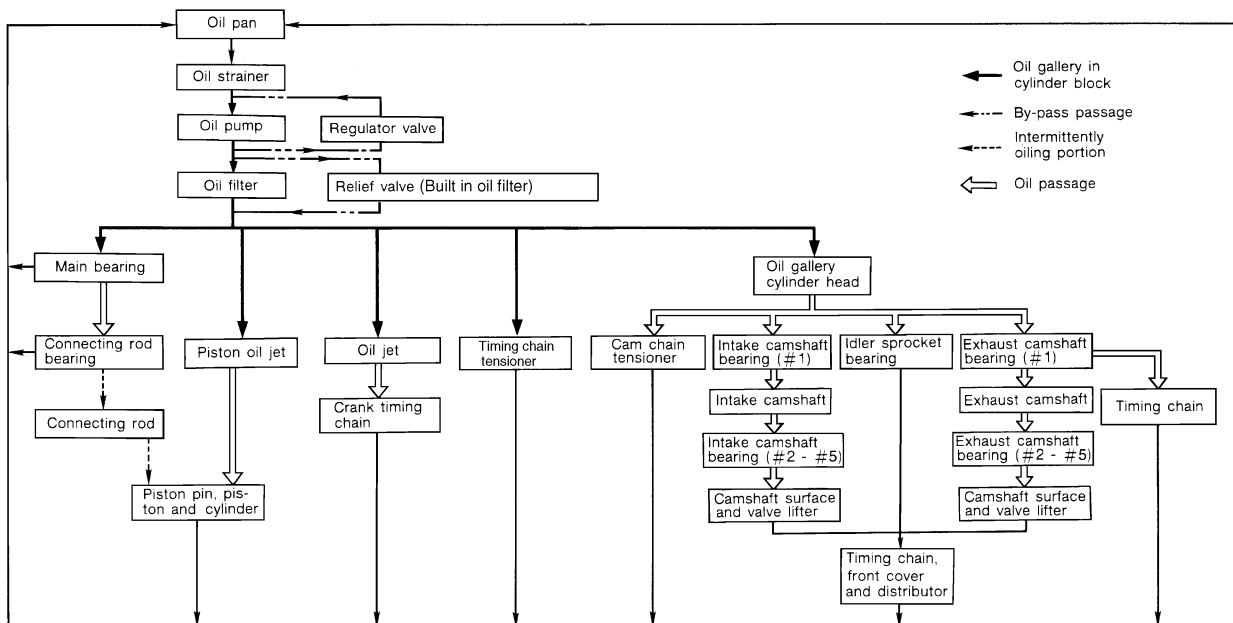 Oil pan
Oil strainer
Oil pump
Regulator valve
Oil filter
Relief valve (Built in oil filter)
Oil gallery in
cylinder block
By-pass passage
Intermittently
oiling portion
Oil passage
Main bearing
Oil gallery
cylinder head
Connecting rod
bearing
Piston oil jet
Oil jet
Timing chain
tensioner
Cam chain
tensioner
Intake camshaft
bearing (#1)
Idler sprocket
bearing
Exhaust camshaft
bearing (#1)
Connecting rod
Crank timing
chain
Intake camshaft
Exhaust camshaft
Timing chain
Intake camshaft
bearing (#2 - #5)
Exhaust camshaft
bearing (#2 - #5)
Piston pin, pis-
ton and cylinder
Camshaft surface
and valve lifter
Camshaft surface
and valve lifter
Timing chain,
front cover
and distributor